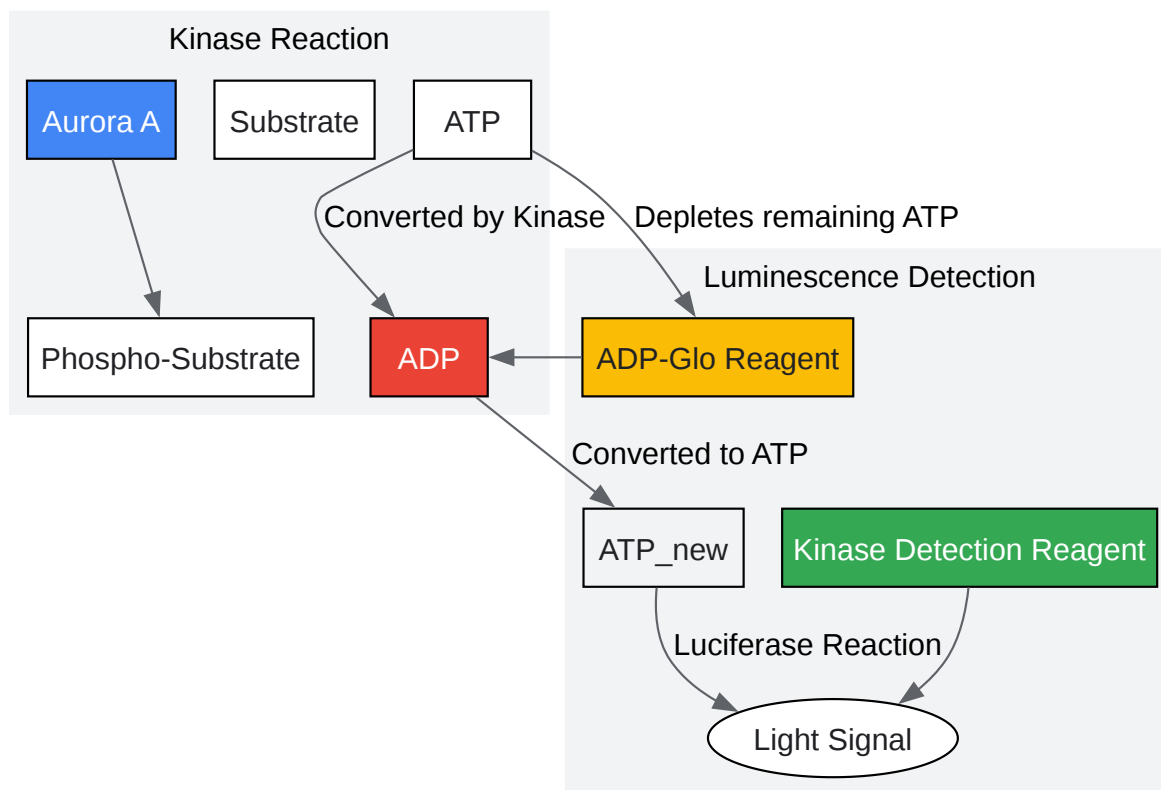 Kinase Reaction
Aurora A
Substrate
ATP
Converted by Kinase
Depletes remaining ATP
Luminescence Detection
Phospho-Substrate
ADP
ADP-Glo Reagent
Converted to ATP
ATP_new
Kinase Detection Reagent
Luciferase Reaction
Light Signal